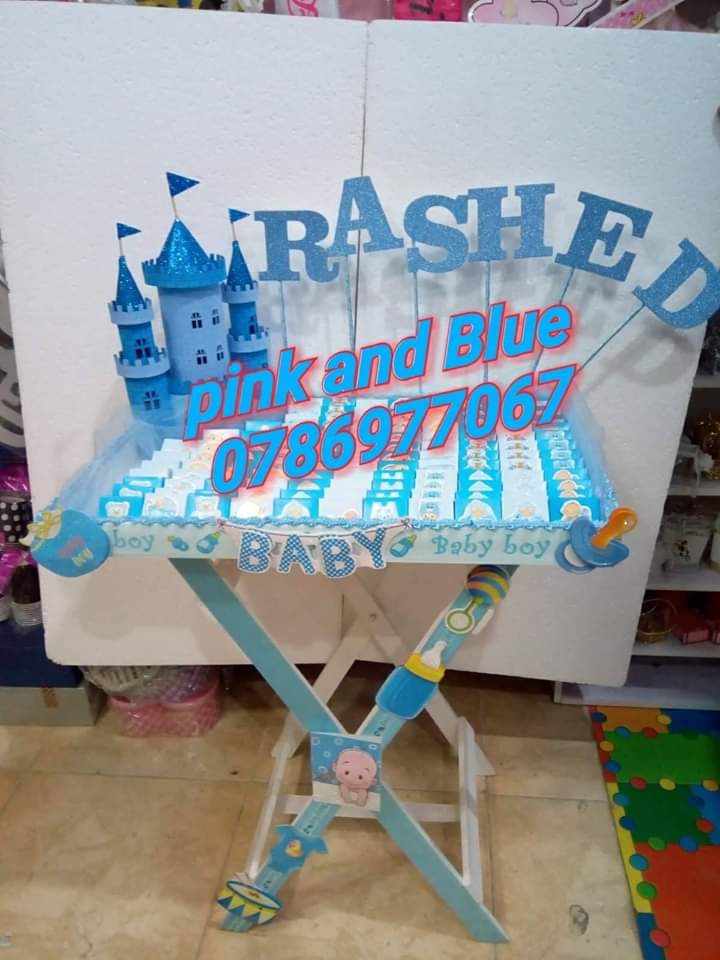 RASHED
pink and Blue
0786977067
boy
BABY
Baby boy